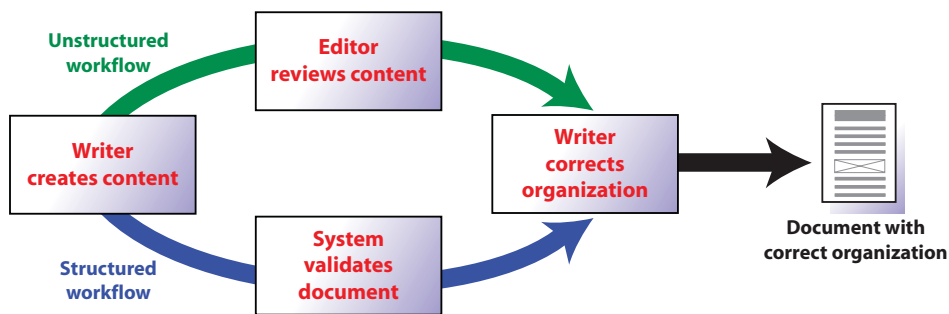 Unstructured
workflow
Editor
reviews content
Writer
creates content
Writer
corrects
organization
System
validates
document
Structured
workflow
Document with
correct organization